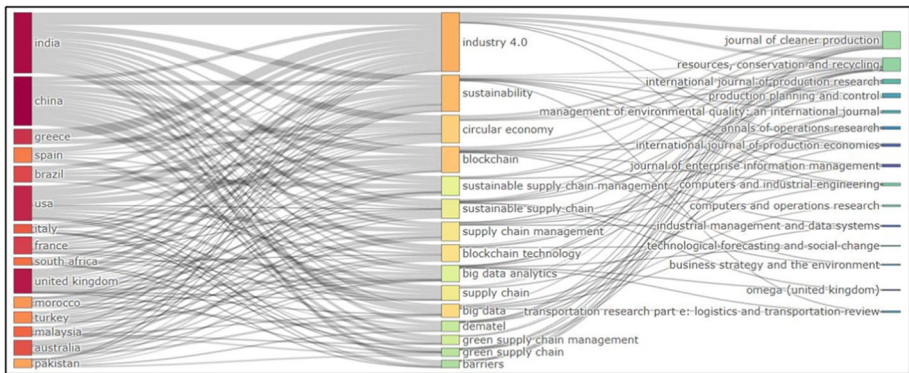 india
china
greece
spain
brazil
usa
italy
france
south africa
united kingdom
morocco
turkey
malaysia
australia
pakistan
industry 4.0
sustainability
circular economy
blockchain
sustainable supply chain management
sustainable supply chain
supply chain management
blockchain technology
big data analytics
supply chain
big data
dematel
green supply chain management
green supply chain
barriers
journal of cleaner production
resources, conservation and recycling
international journal of production research
production planning and control
management of environmental quality: an international journal
annals of operations research
international journal of production economics
journal of enterprise information management
computers and industrial engineering
computers and operations research
industrial management and data systems
technological forecasting and social change
business strategy and the environment
omega (united kingdom)
transportation research part e: logistics and transportation review